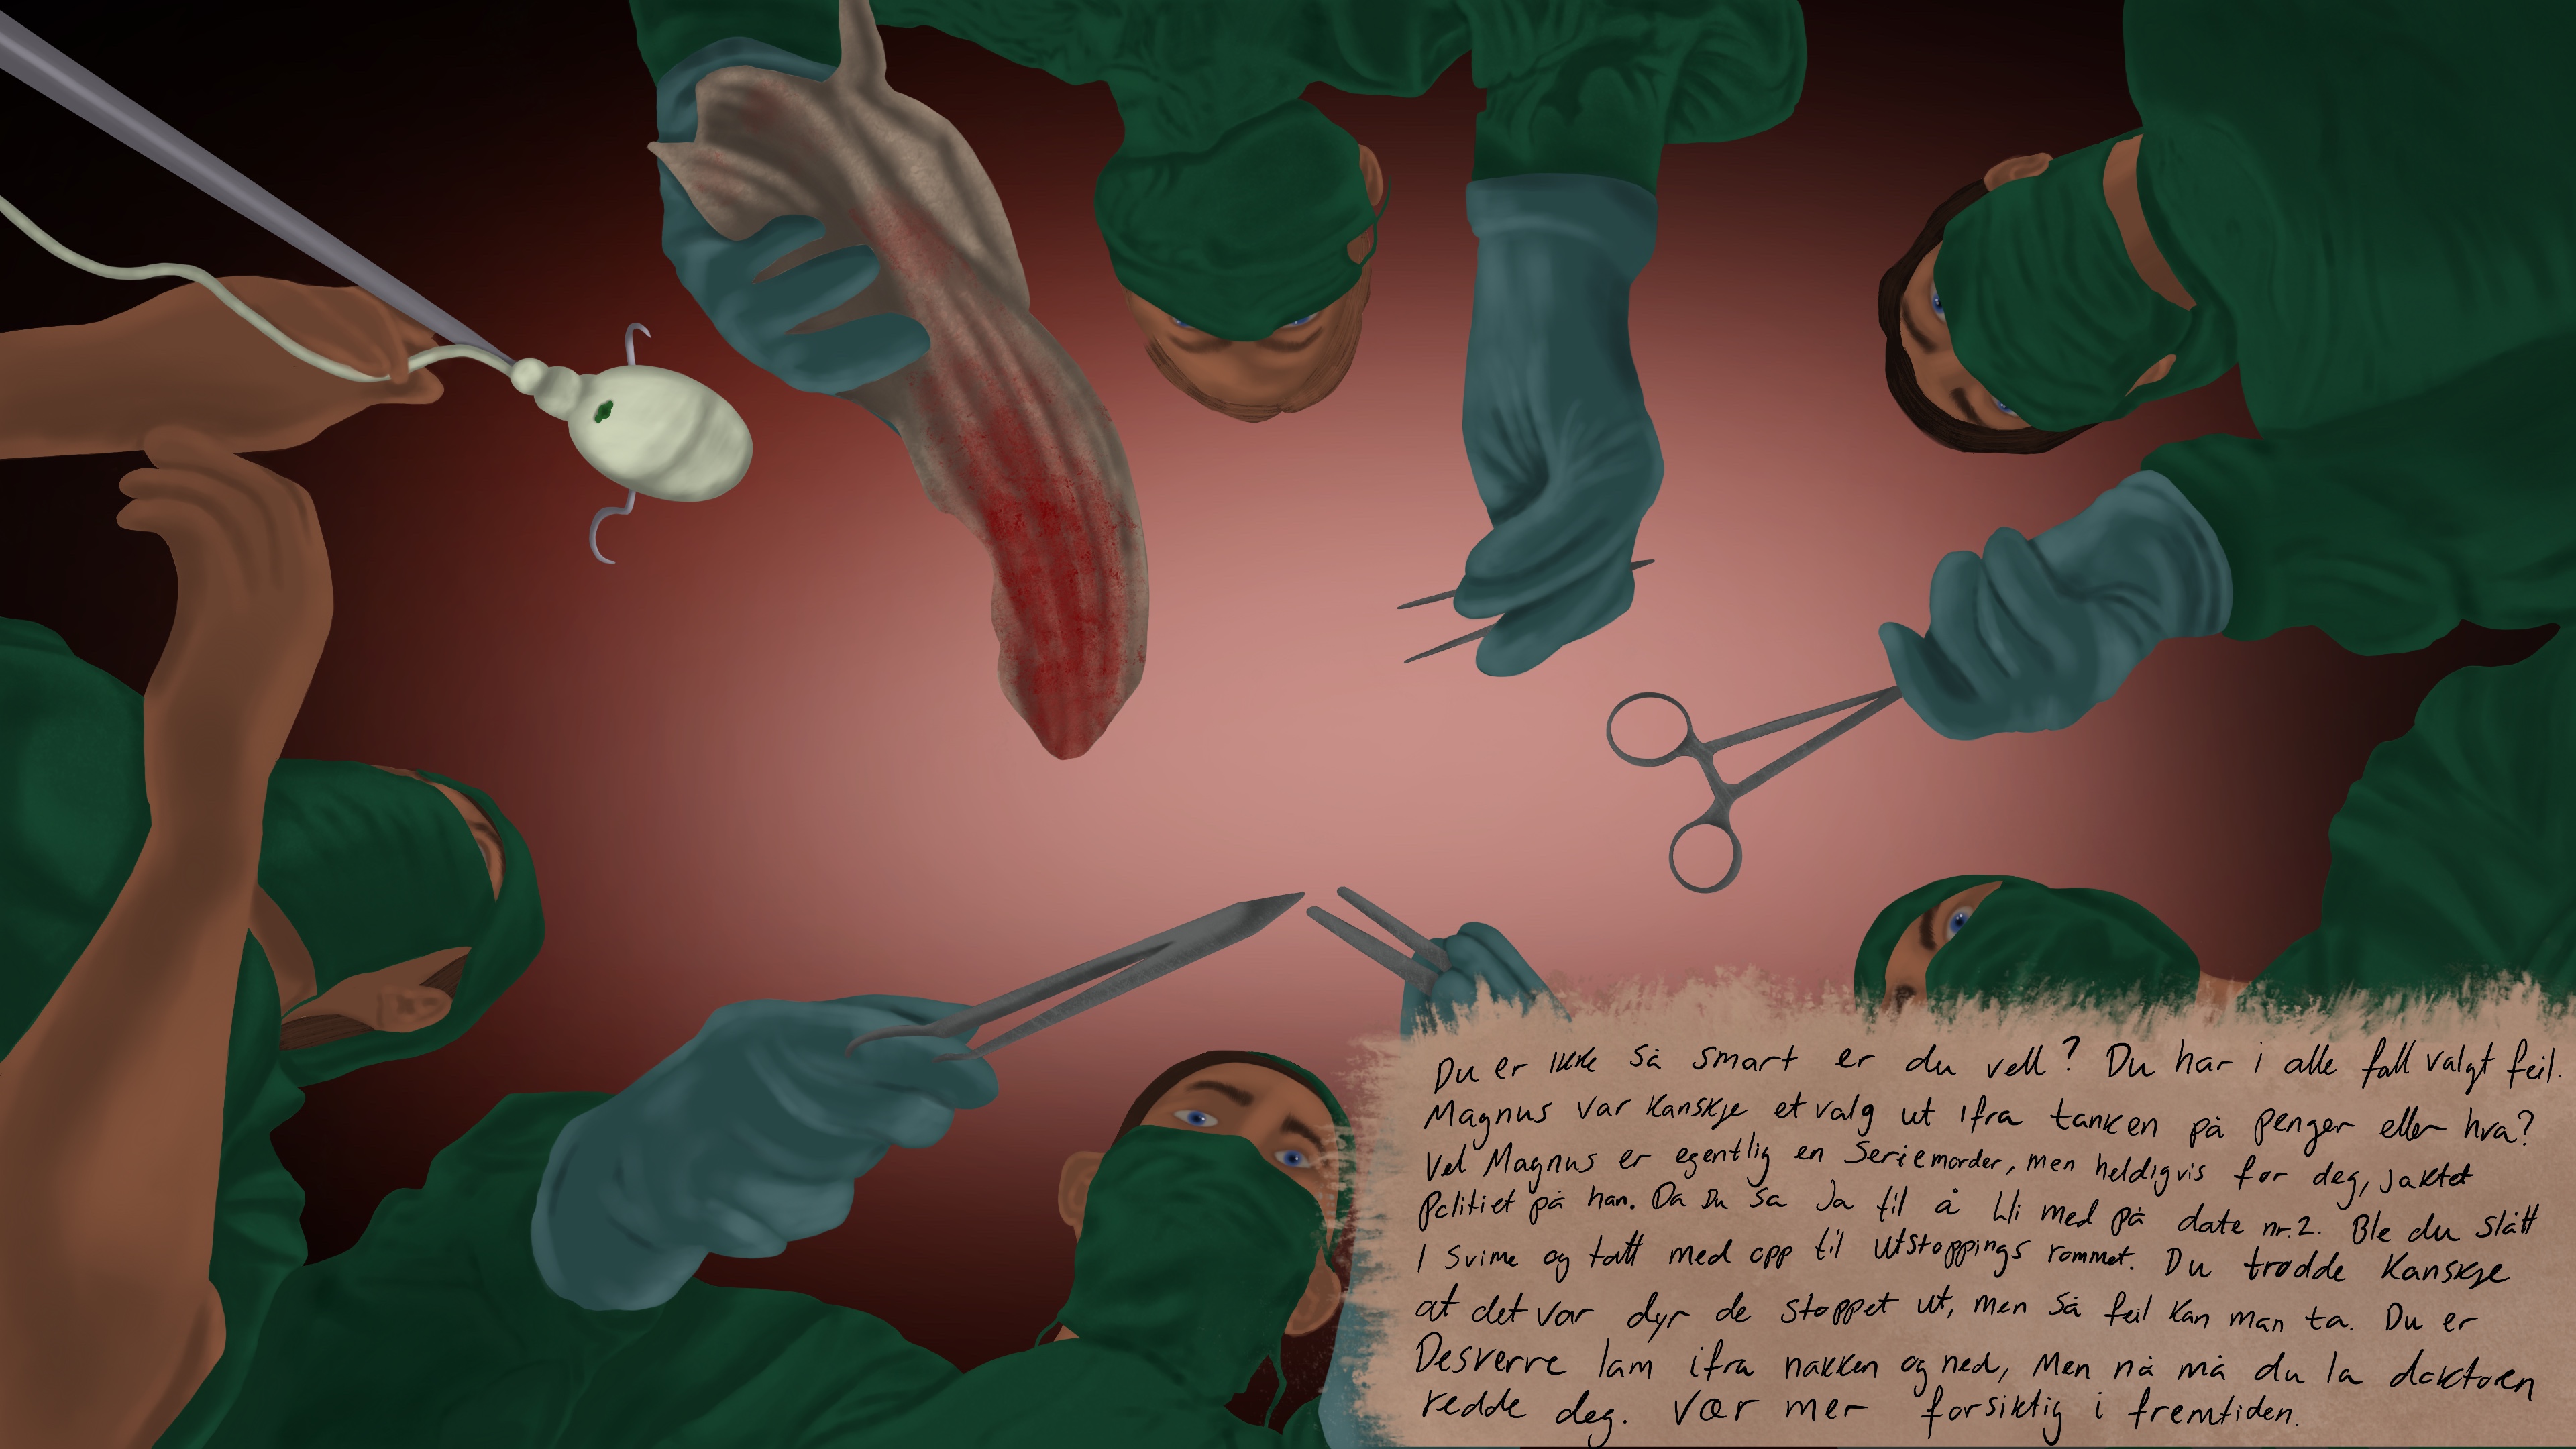 Du er ikke så smart er du vell? Du har i alle fall valgt feil.
Magnus var kanskje et valg ut ifra tanken på penger eller hva?
Vel Magnus er egentlig en Seriemorder, men heldigvis for deg, jaktet
Politiet på han. Da Du sa Ja til å bli med på date nr.2. Ble du slått
I svime og tatt med opp til utstoppings rommet. Du trodde kanskje
at det var dyr de stoppet ut, men så feil kan man ta. Du er
Desverre lam ifra nakken og ned, Men nå må du la doktoren
redde deg. Vær mer forsiktig i fremtiden.